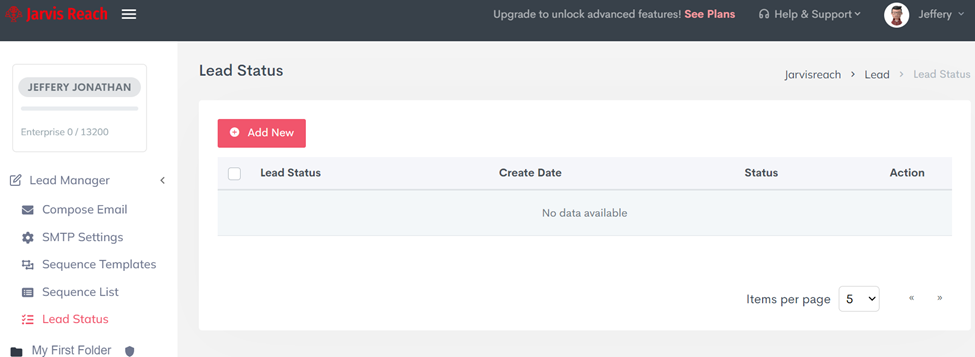 Jarvis Reach
Upgrade to unlock advanced features! See Plans
Help & Support
Jeffery
JEFFERY JONATHAN
Enterprise 0 / 13200
Lead Manager
Compose Email
SMTP Settings
Sequence Templates
Sequence List
Lead Status
My First Folder
Lead Status
Jarvisreach > Lead > Lead Status
Add New
Lead Status Create Date Status Action
No data available
Items per page 5 « »